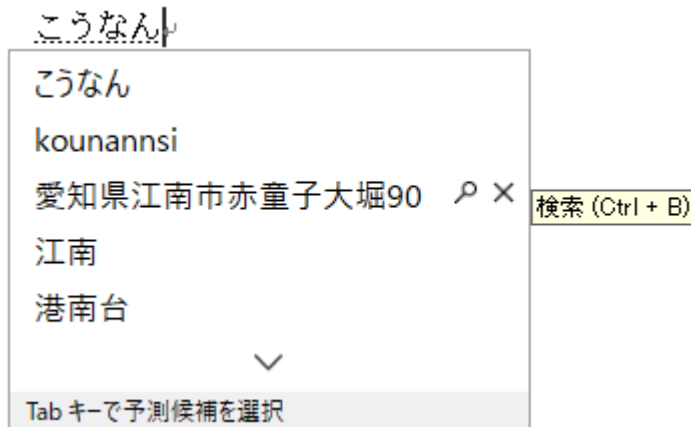 こうなん
こうなん
kounannsi
愛知県江南市赤童子大堀90
検索 (Ctrl + B)
江南
港南台
Tab キーで予測候補を選択